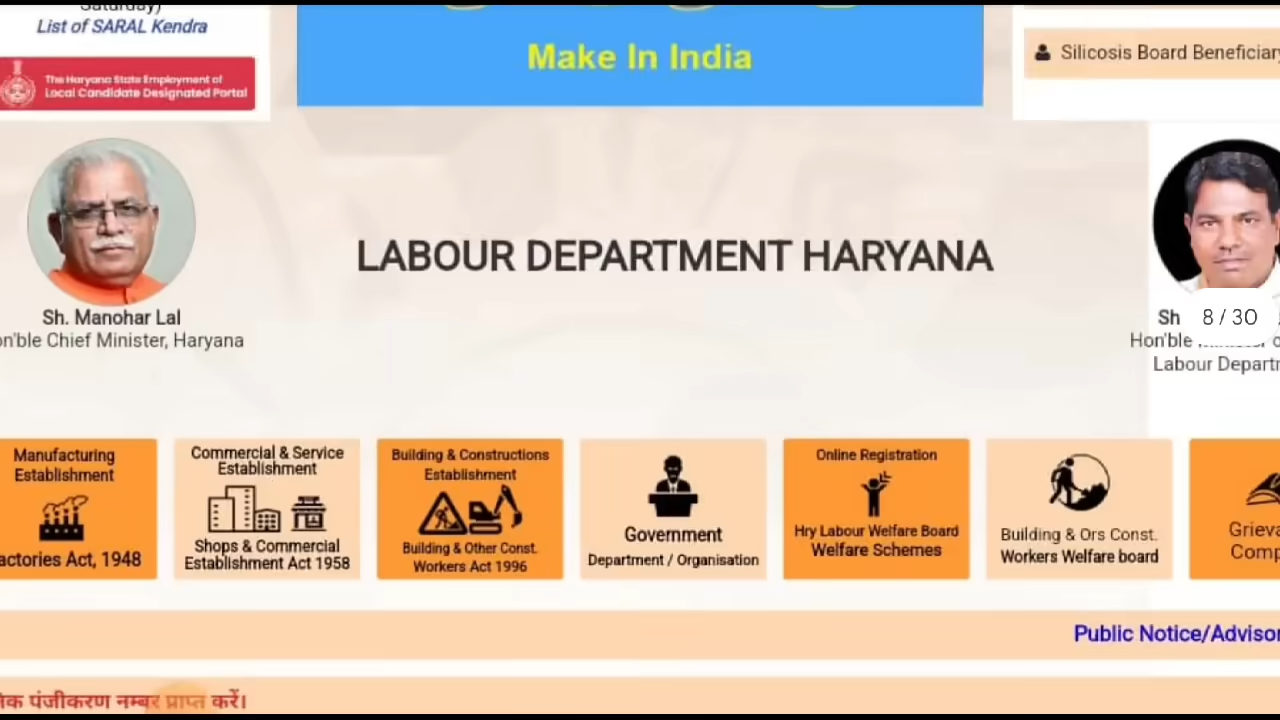 Saturday)
List of SARAL Kendra
The Haryana State Employment of
Local Candidate Designated Portal
Make In India
Silicosis Board Beneficiary
Sh. Manohar Lal
on'ble Chief Minister, Haryana
LABOUR DEPARTMENT HARYANA
Sh
8 / 30
Hon'ble
Labour Departm
Manufacturing
Establishment
actories Act, 1948
Commercial & Service
Establishment
Shops & Commercial
Establishment Act 1958
Building & Constructions
Establishment
Building & Other Const.
Workers Act 1996
Government
Department / Organisation
Online Registration
Hry Labour Welfare Board
Welfare Schemes
Building & Ors Const.
Workers Welfare board
Grieva
Comp
Public Notice/Advisor
िक पंजीकरण नम्बर प्राप्त करें।